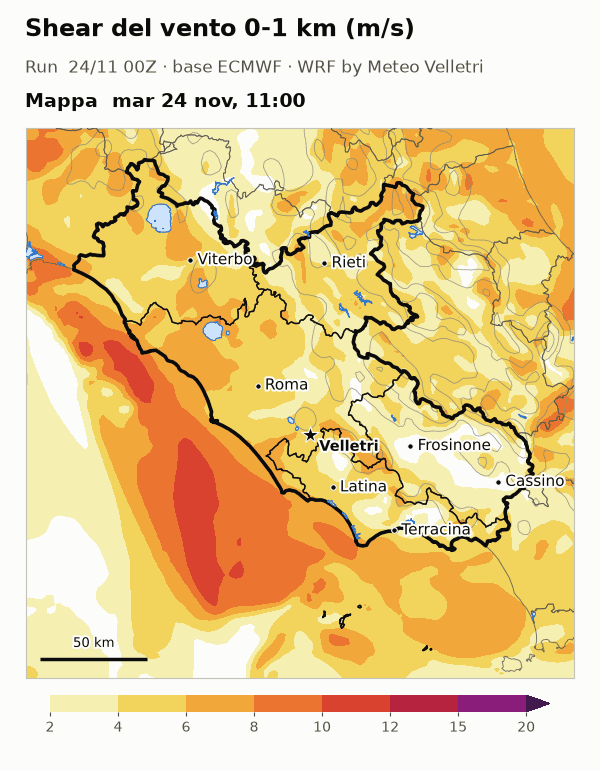 Shear del vento 0-1 km (m/s)
Run  24/11 00Z · base ECMWF · WRF by Meteo Velletri
Mappa  mar 24 nov, 11:00
Viterbo
Rieti
Roma
Velletri
Frosinone
Cassino
Latina
Terracina
50 km
2 4 6 8 10 12 15 20